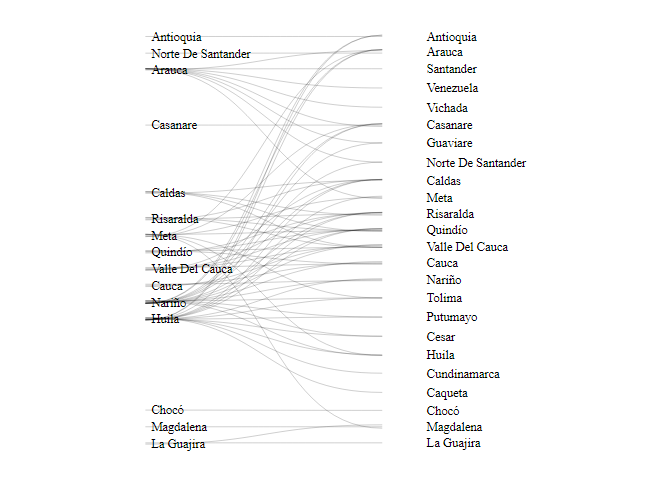 Antioquia
Norte De Santander
Arauca
Casanare
Caldas
Risaralda
Meta
Quindío
Valle Del Cauca
Cauca
Nariño
Huila
Chocó
Magdalena
La Guajira
Antioquia
Arauca
Santander
Venezuela
Vichada
Casanare
Guaviare
Norte De Santander
Caldas
Meta
Risaralda
Quindío
Valle Del Cauca
Cauca
Nariño
Tolima
Putumayo
Cesar
Huila
Cundinamarca
Caqueta
Chocó
Magdalena
La Guajira